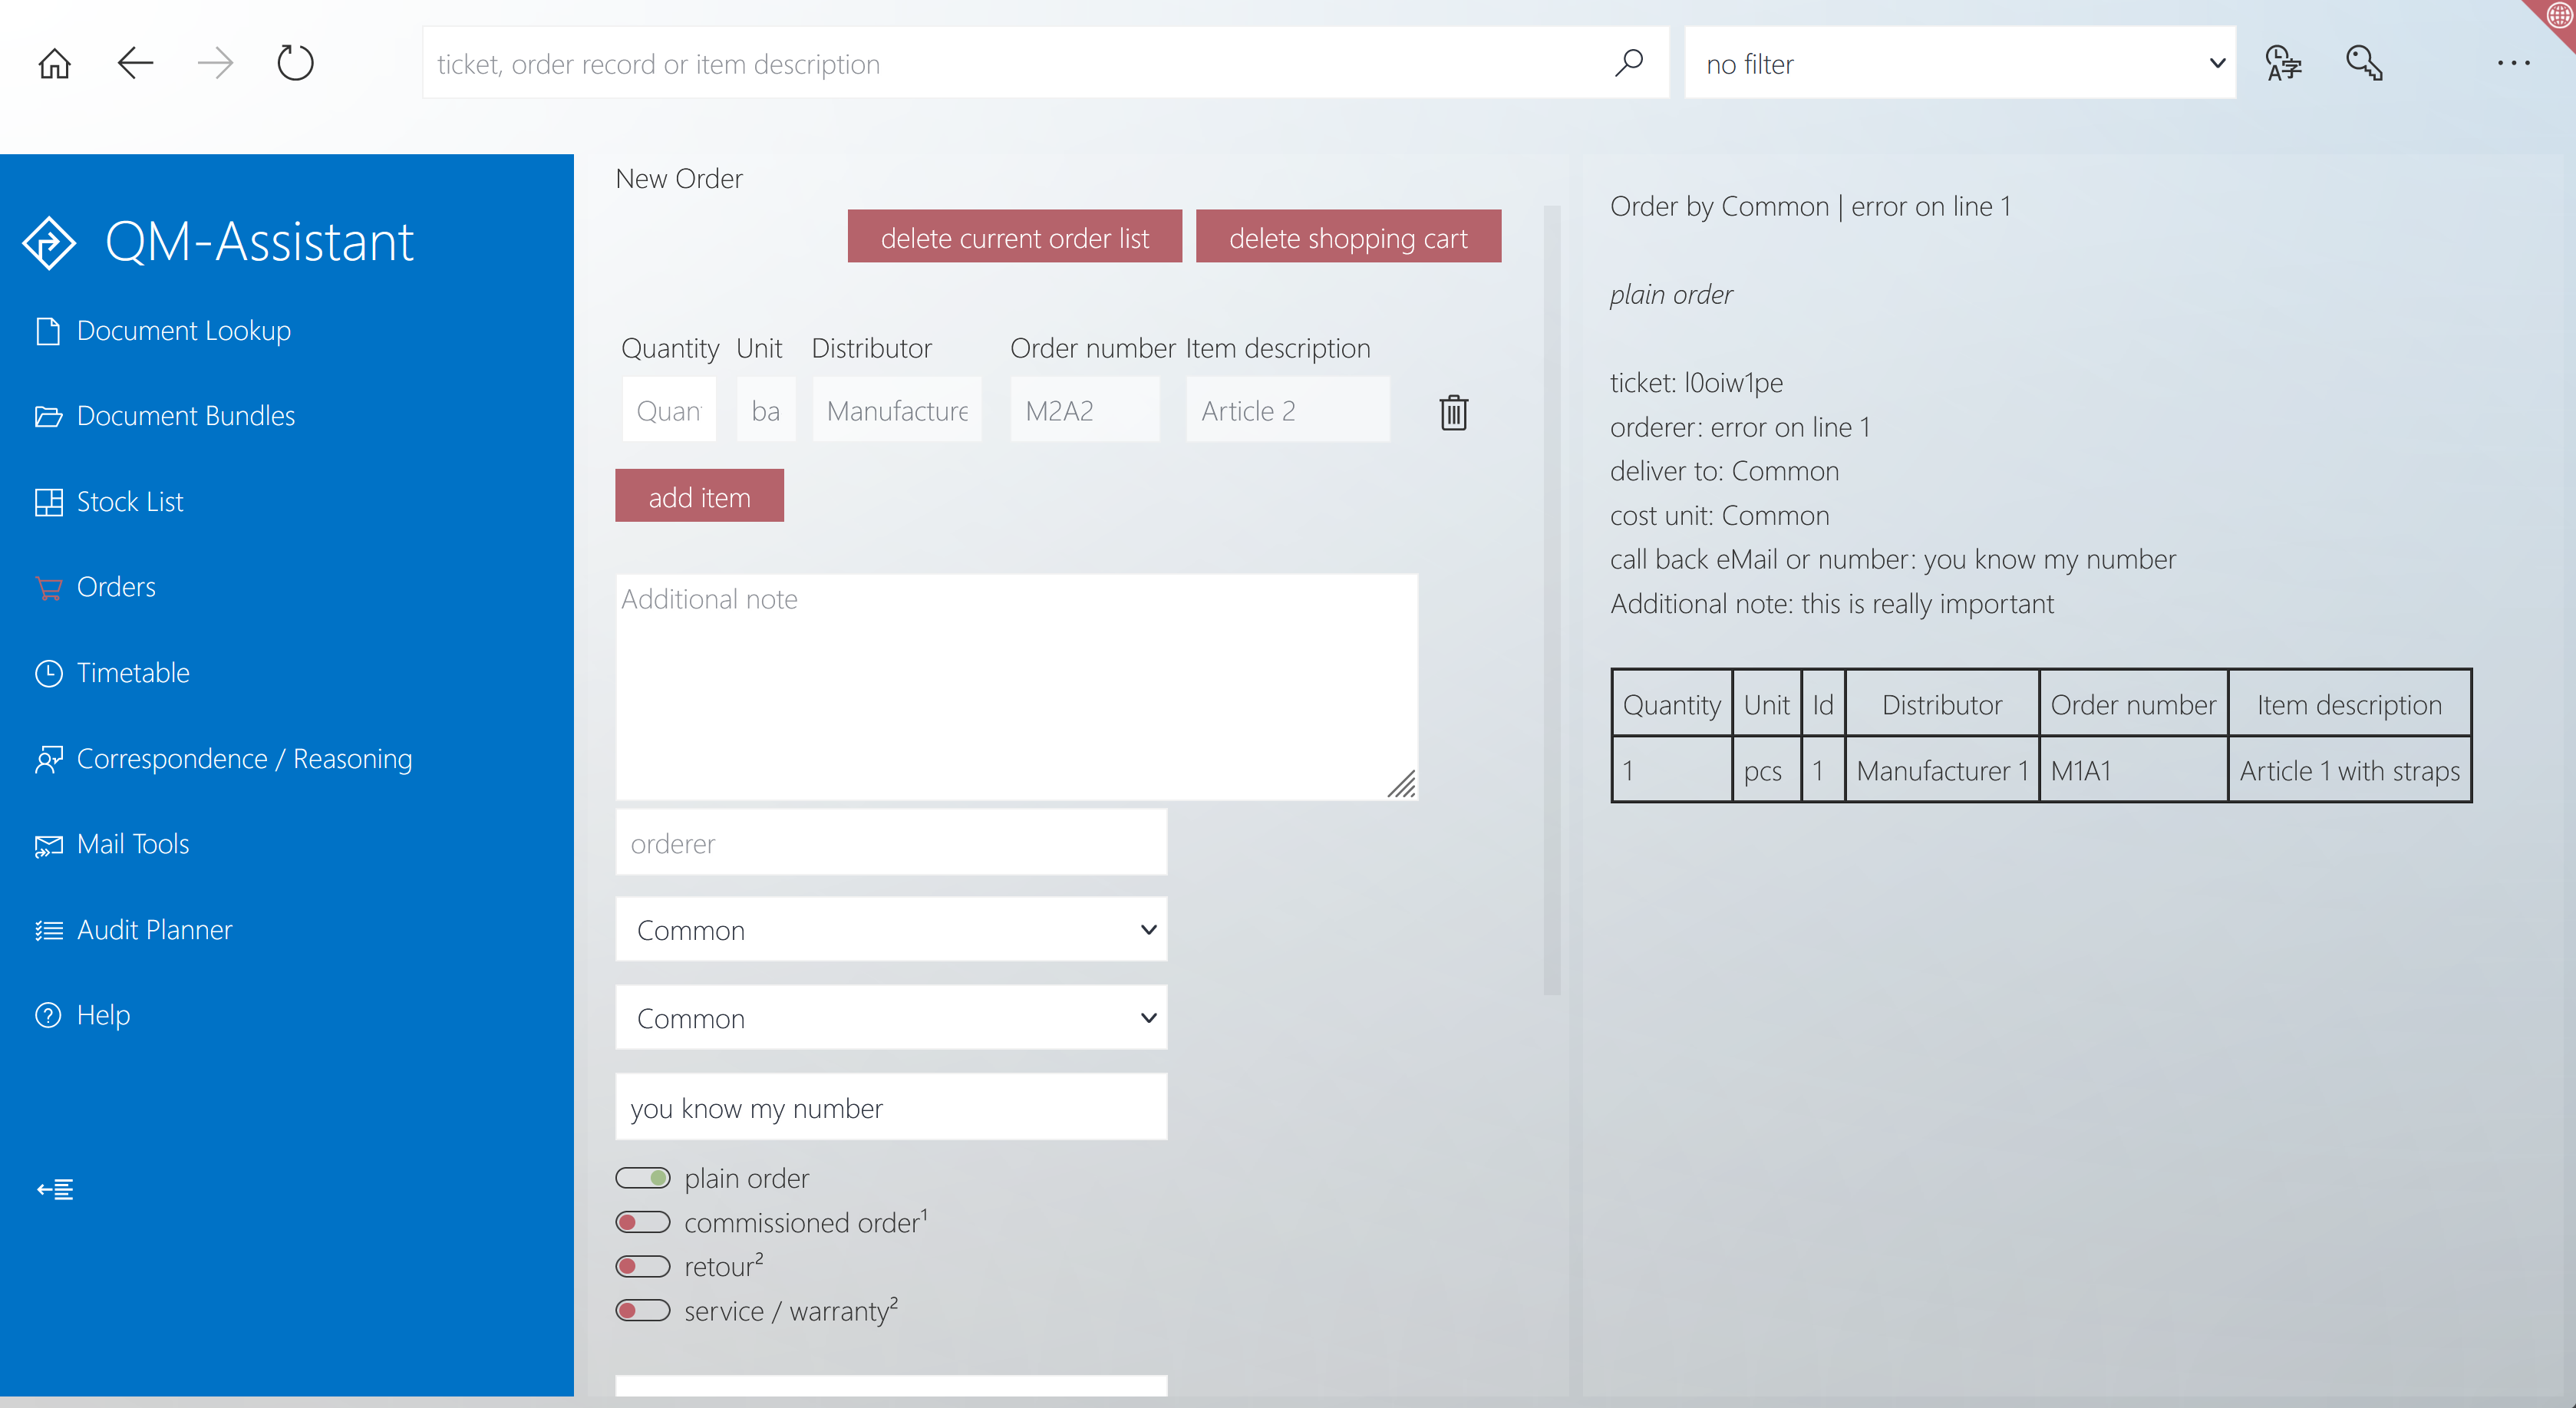 ticket, order record or item description
no filter
QM-Assistant
Document Lookup
Document Bundles
Stock List
Orders
Timetable
Correspondence / Reasoning
Mail Tools
Audit Planner
Help
New Order
delete current order list
delete shopping cart
Quantity Unit Distributor Order number Item description
Quan ba Manufacture M2A2 Article 2
add item
Additional note
orderer
Common
Common
you know my number
plain order
commissioned order¹
retour²
service / warranty²
Order by Common | error on line 1
plain order
ticket: l0oiw1pe
orderer: error on line 1
deliver to: Common
cost unit: Common
call back eMail or number: you know my number
Additional note: this is really important
Quantity Unit Id Distributor Order number Item description
1 pcs 1 Manufacturer 1 M1A1 Article 1 with straps